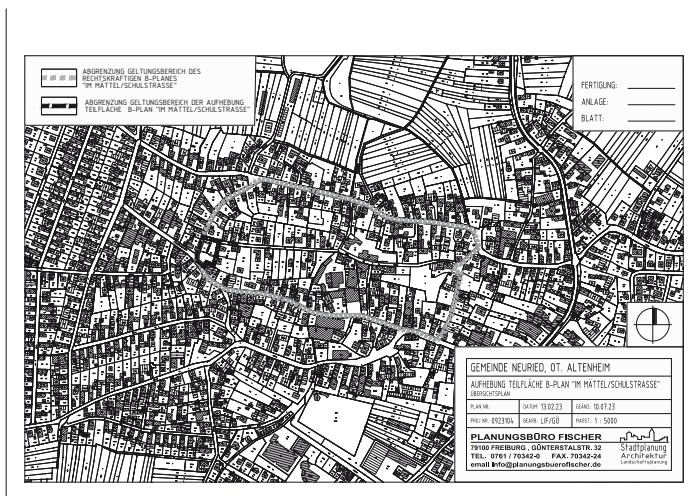 ABGRENZUNG GELTUNGSBEREICH DES
RECHTSKRÄFTIGEN B-PLANES
"IM MÄTTEL/SCHULSTRASSE"
ABGRENZUNG GELTUNGSBEREICH DER AUFHEBUNG
TEILFLÄCHE B-PLAN "IM MÄTTEL/SCHULSTRASSE"
FERTIGUNG:
ANLAGE:
BLATT:
GEMEINDE NEURIED, OT. ALTENHEIM
AUFHEBUNG TEILFLÄCHE B-PLAN "IM MÄTTEL/SCHULSTRASSE"
ÜBERSICHTSPLAN
PLAN NR: DATUM: 13.02.23 GEÄND: 10.07.23
PROJ NR: 0923104 BEARB: LIF/GÖ MABST: 1 : 5000
PLANUNGSBÜRO FISCHER
79100 FREIBURG , GÜNTERSTALSTR. 32
TEL. 0761 / 70342-0 FAX. 70342-24
email info@planungsbuerofischer.de
Stadtplanung
Architektur
Landschaftsplanung